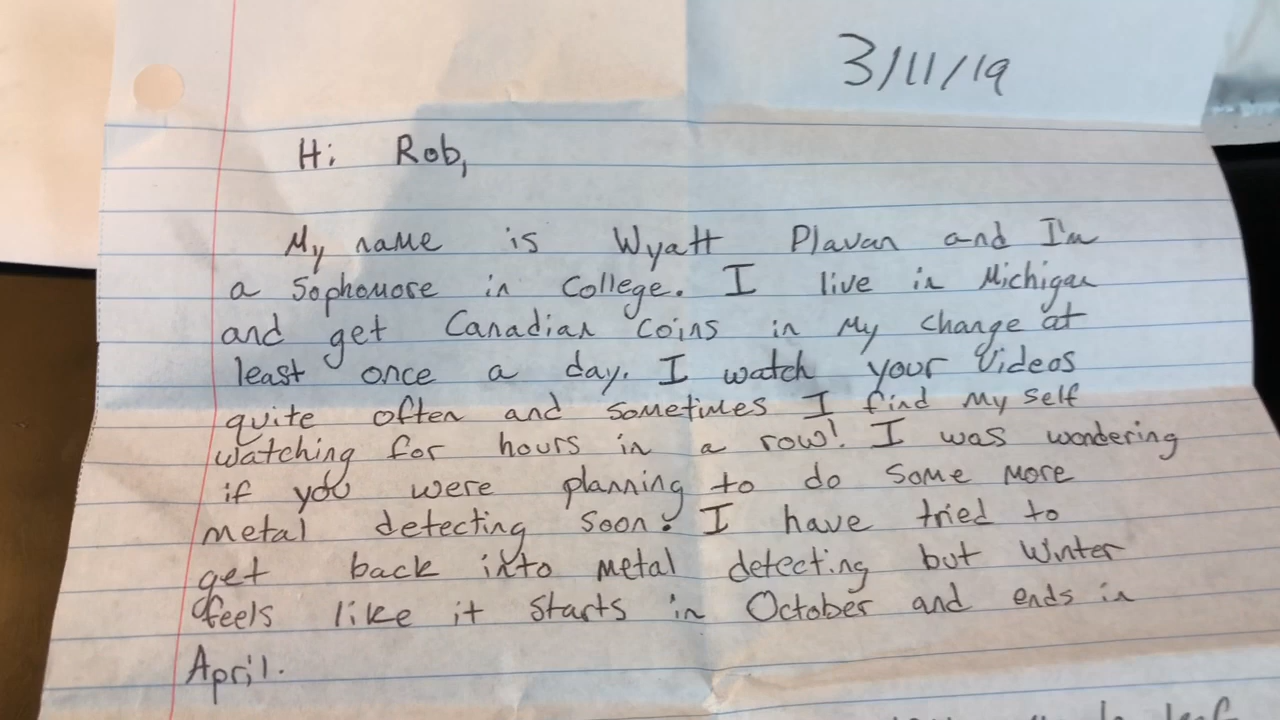 3/11/19
Hi Rob,
My name is Wyatt Plavan and I'm
a Sophomore in College. I live in Michigan
and get Canadian Coins in My Change at
least once a day. I watch your Videos
quite often and sometimes I find My self
Watching for hours in a row! I was wondering
if you were planning to do Some More
metal detecting Soon? I have tried to
get back into metal detecting but Winter
feels like it Starts in October and ends in
April.